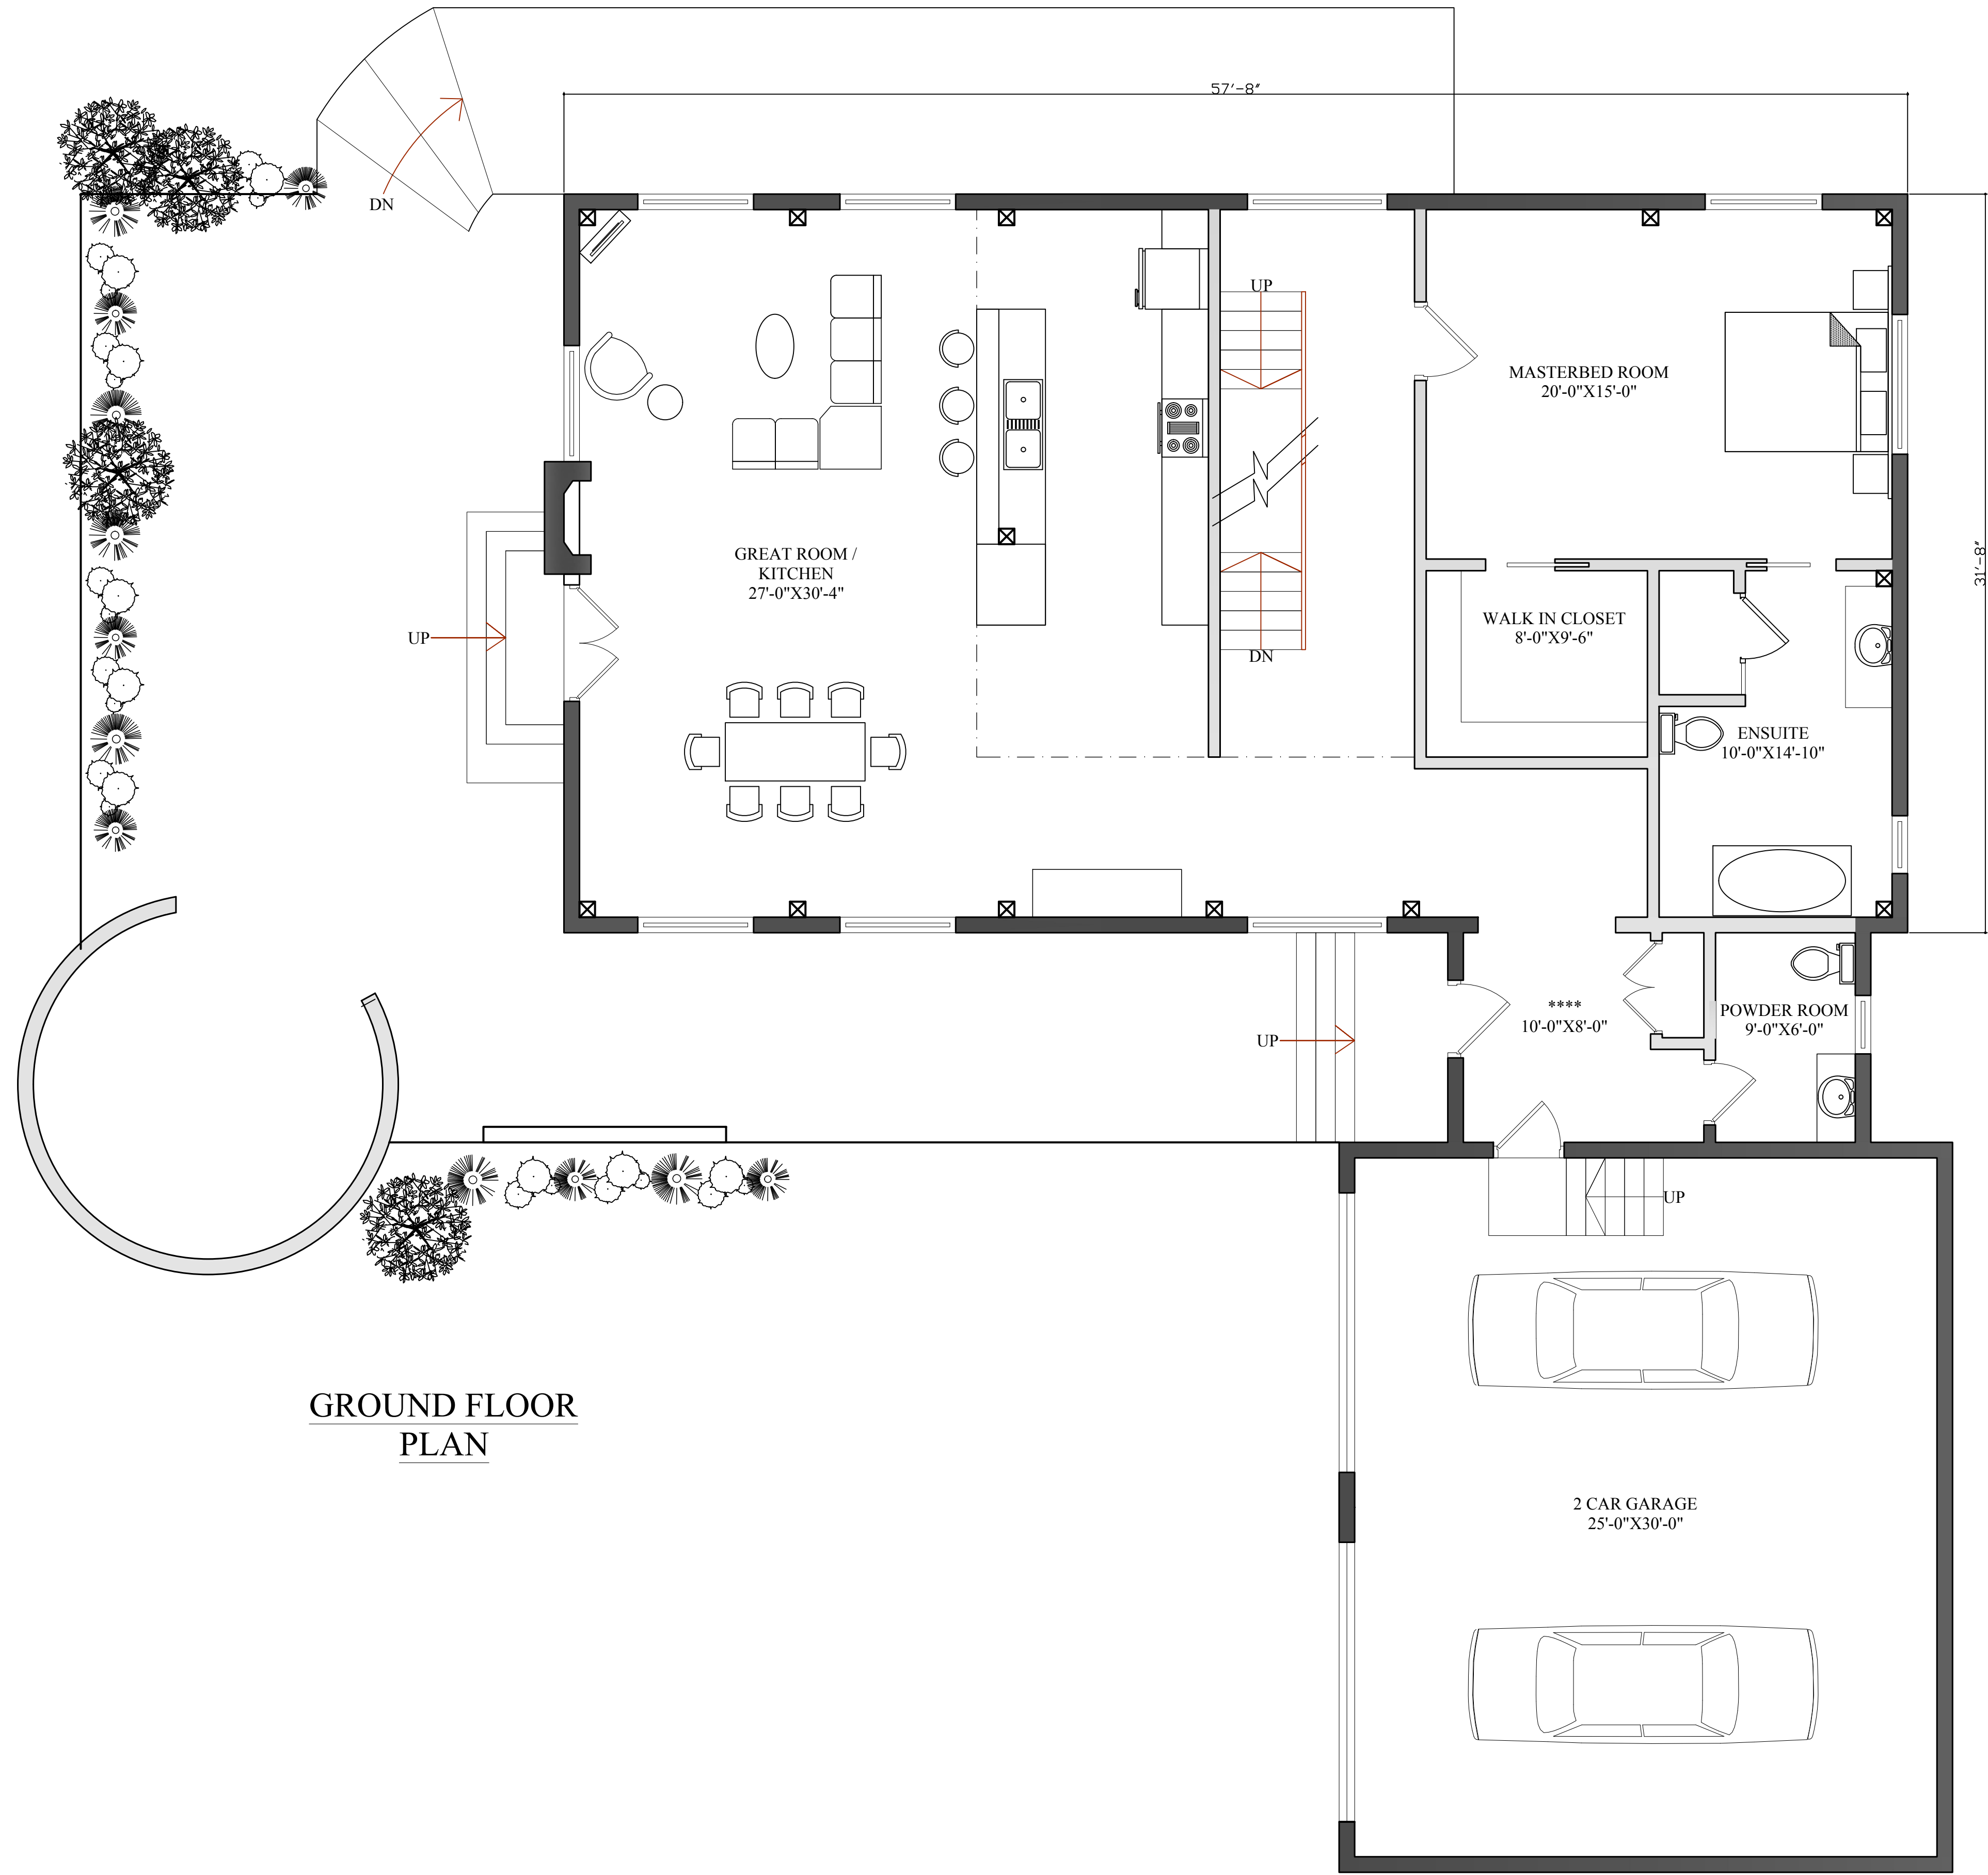 57'-8"
DN
UP
MASTERBED ROOM
20'-0"X15'-0"
31'-8"
GREAT ROOM /
KITCHEN
27'-0"X30'-4"
WALK IN CLOSET
8'-0"X9'-6"
UP
DN
ENSUITE
10'-0"X14'-10"
****
10'-0"X8'-0"
POWDER ROOM
9'-0"X6'-0"
UP
UP
GROUND FLOOR
PLAN
2 CAR GARAGE
25'-0"X30'-0"